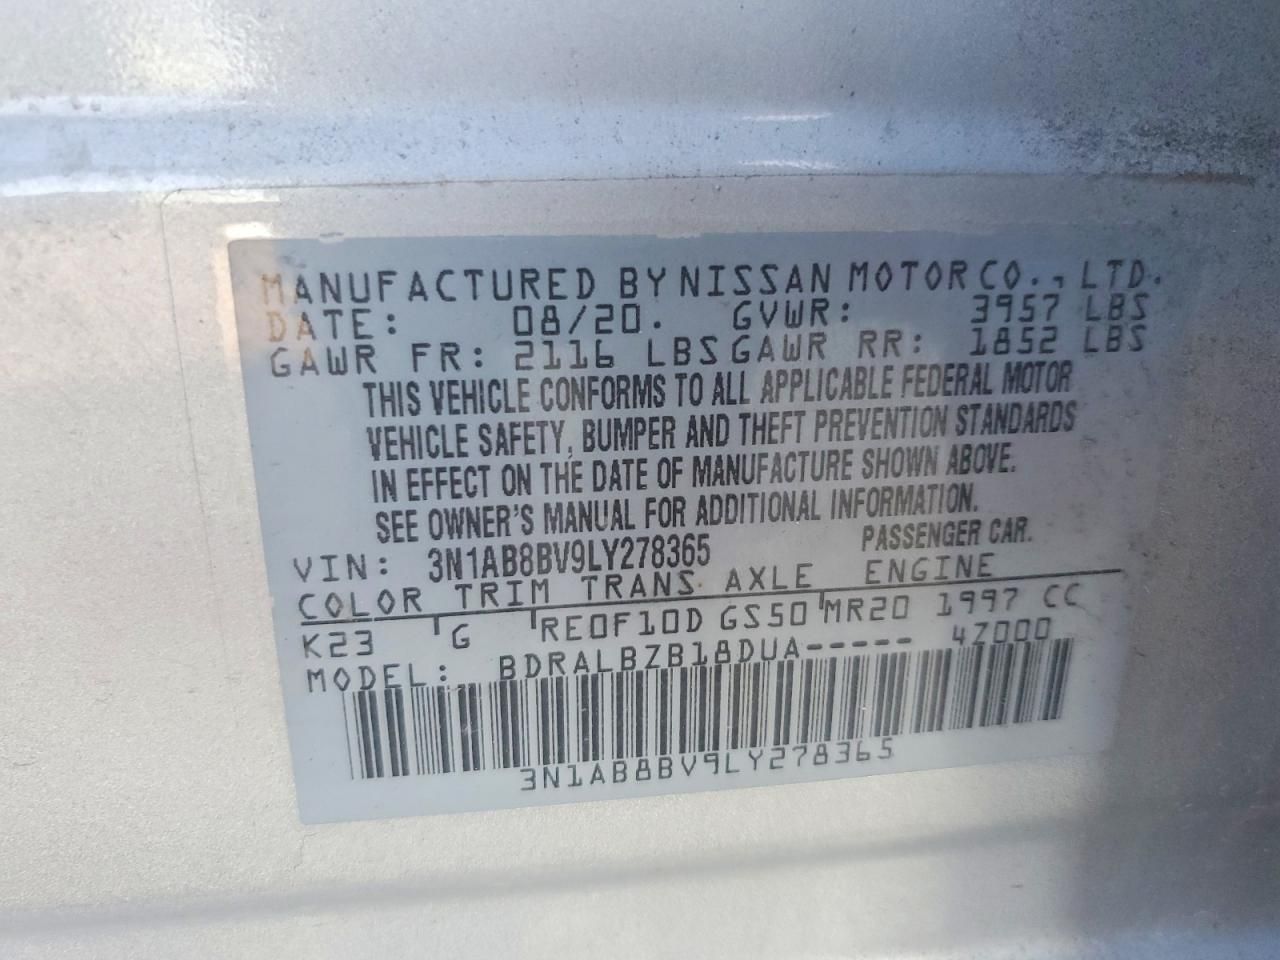 MANUFACTURED BY NISSAN MOTOR CO., LTD.
DATE: 08/20. GVWR: 3957 LBS
GAWR FR: 2116 LBS GAWR RR: 1852 LBS
THIS VEHICLE CONFORMS TO ALL APPLICABLE FEDERAL MOTOR
VEHICLE SAFETY, BUMPER AND THEFT PREVENTION STANDARDS
IN EFFECT ON THE DATE OF MANUFACTURE SHOWN ABOVE.
SEE OWNER'S MANUAL FOR ADDITIONAL INFORMATION.
VIN: 3N1AB8BV9LY278365 PASSENGER CAR.
COLOR TRIM TRANS AXLE ENGINE
K23 G RE0F10D GS50 MR20 1997 CC
MODEL: BDRALBZB18DUA----- 47000
3N1AB8BV9LY278365